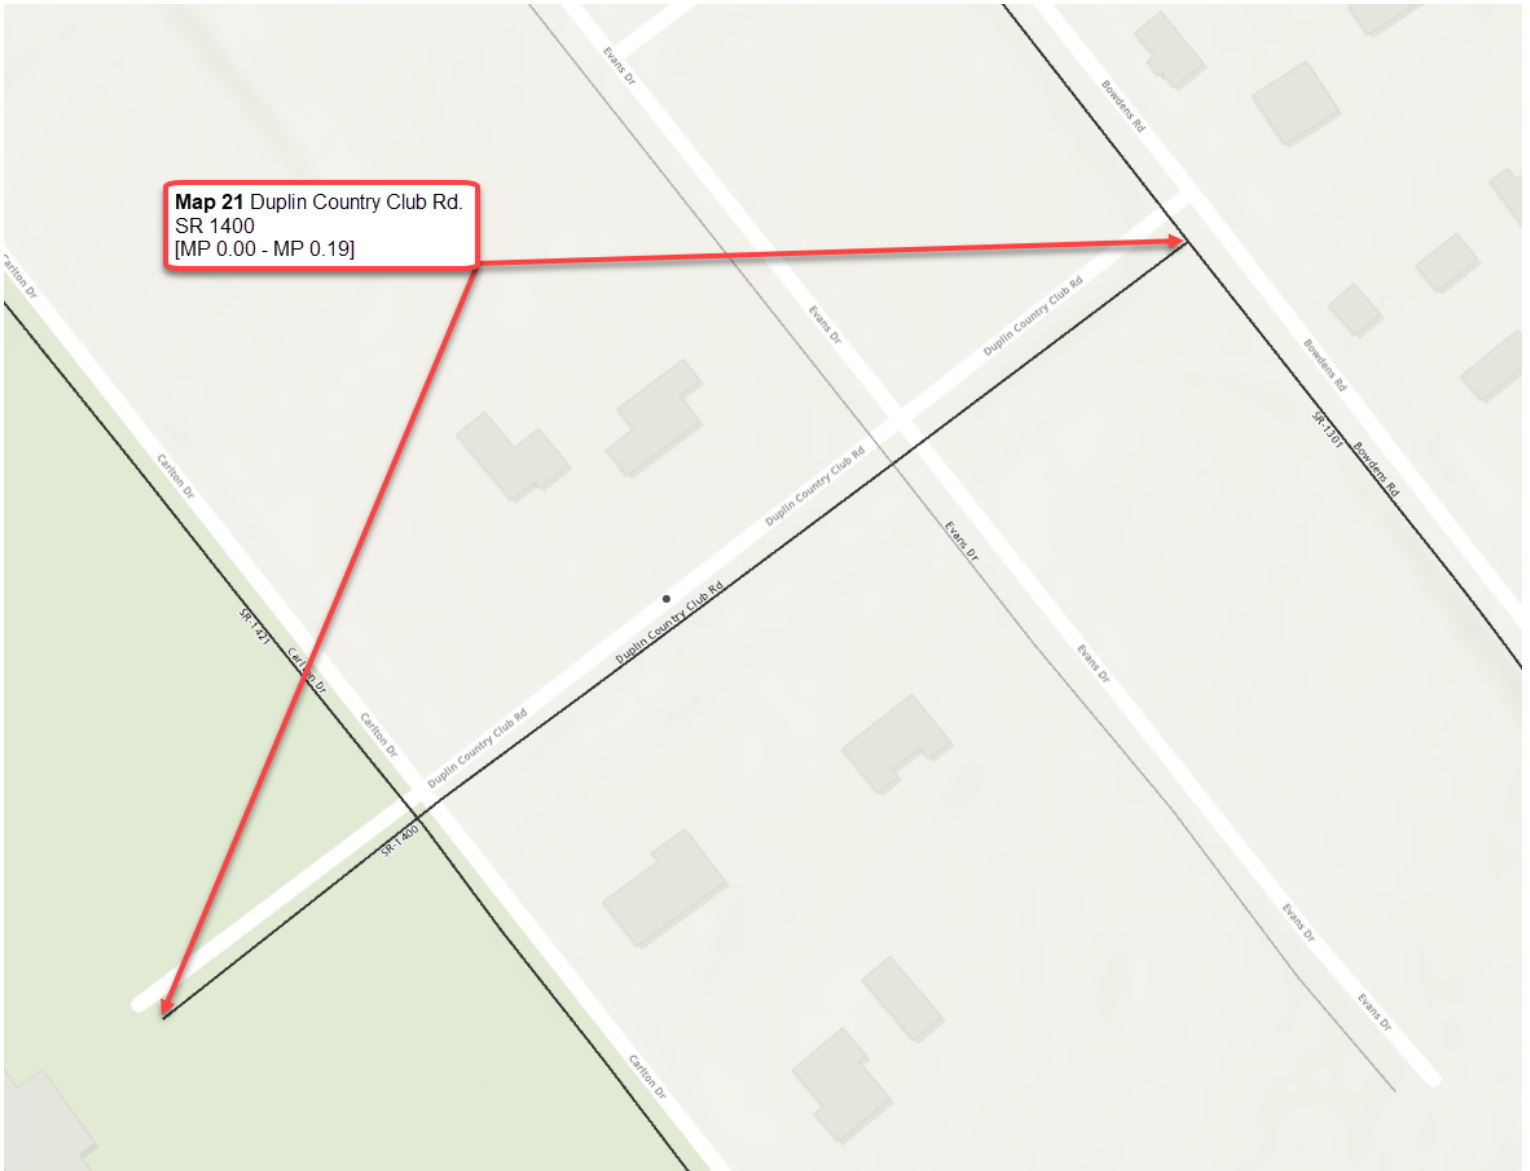 Evans Dr
Bowdens Rd
Map 21 Duplin Country Club Rd.
SR 1400
[MP 0.00 - MP 0.19]
Carlton Dr
Duplin Country Club Rd
Evans Dr
Bowdens Rd
SR-1301
Bowdens Rd
Carlton Dr
Duplin Country Club Rd
Evans Dr
Duplin Country Club Rd
SR-1421
Carlton Dr
Evans Dr
Carlton Dr
Duplin Country Club Rd
SR-1400
Evans Dr
Evans Dr
Carlton Dr